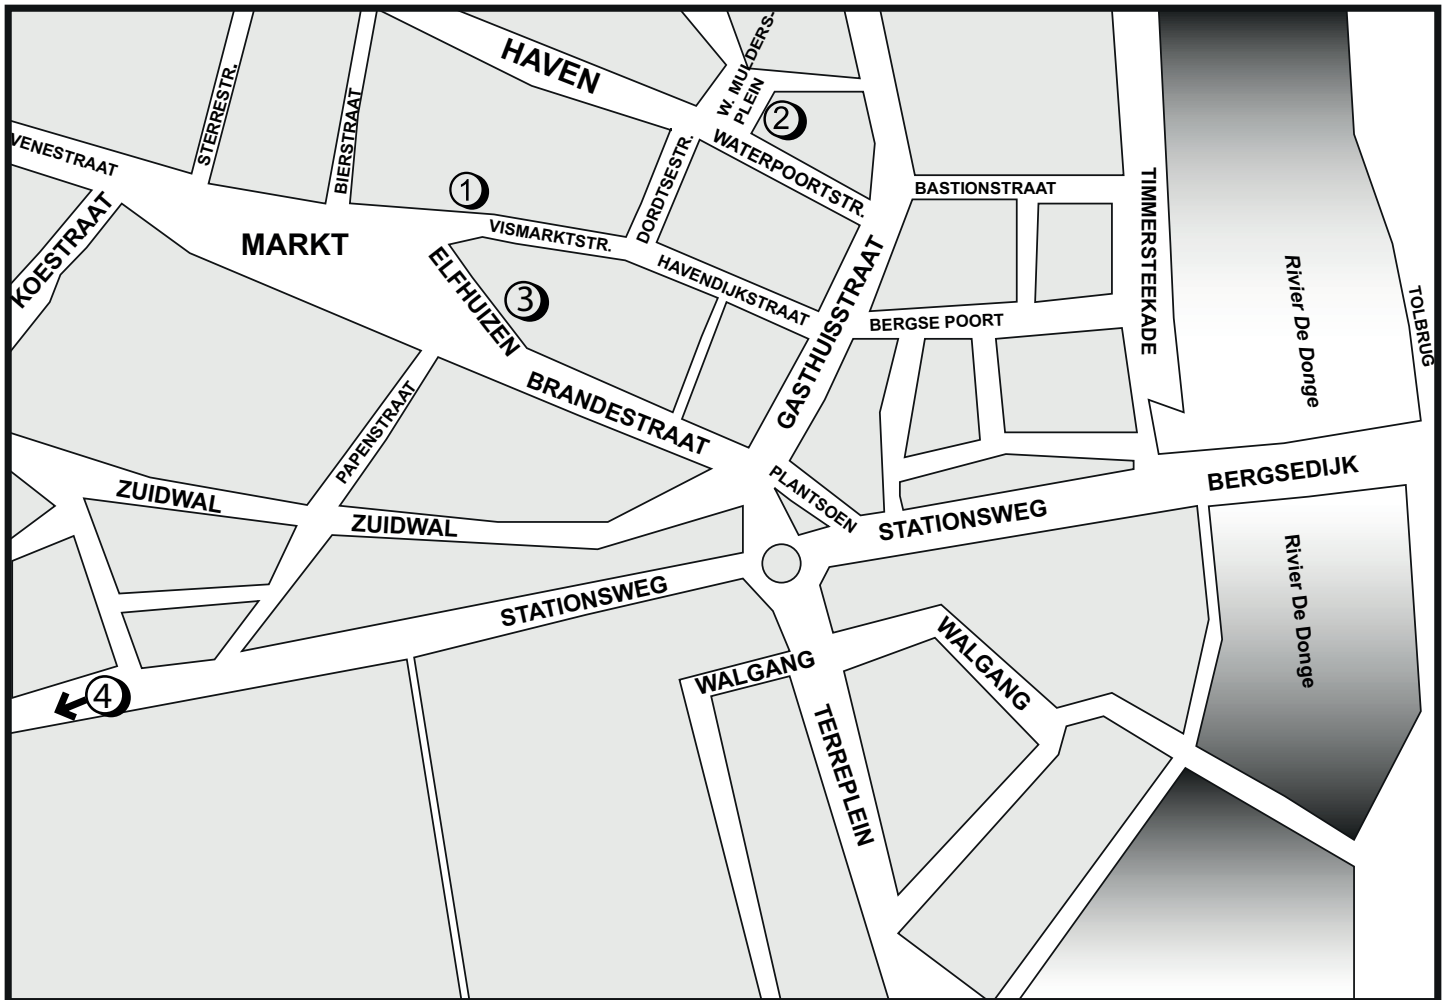 HAVEN
W. MULDERS-
PLEIN
STERRESTR.
BIERSTRAAT
2
VENESTRAAT
1
DORDTSESTR.
WATERPOORTSTR.
BASTIONSTRAAT
TIMMERSTEEKADE
KOESTRAAT
MARKT
VISMARKTSTR.
ELFHUIZEN
3
HAVENDIJKSTRAAT
GASTHUISSTRAAT
BERGSE POORT
Rivier De Donge
TOLBRUG
BRANDESTRAAT
PAPENSTRAAT
PLANTSOEN
BERGSEDIJK
ZUIDWAL
ZUIDWAL
STATIONSWEG
Rivier De Donge
STATIONSWEG
WALGANG
WALGANG
4
TERREPLEIN